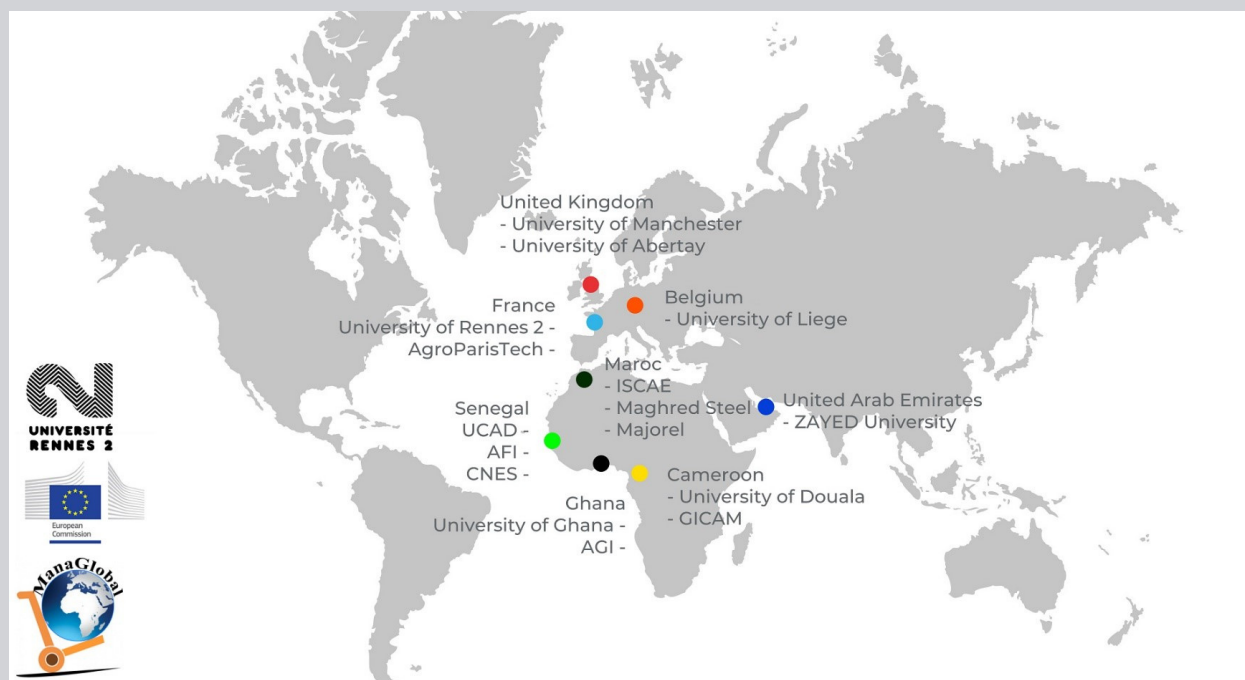 United Kingdom
- University of Manchester
- University of Abertay
France
University of Rennes 2 -
AgroParisTech -
Belgium
- University of Liege
Maroc
- ISCAE
- Maghred Steel
- Majorel
Senegal
UCAD -
AFI -
CNES -
United Arab Emirates
- ZAYED University
Ghana
University of Ghana -
AGI -
Cameroon
- University of Douala
- GICAM
2
UNIVERSITÉ
RENNES 2
European
Commission
ManaGlobal